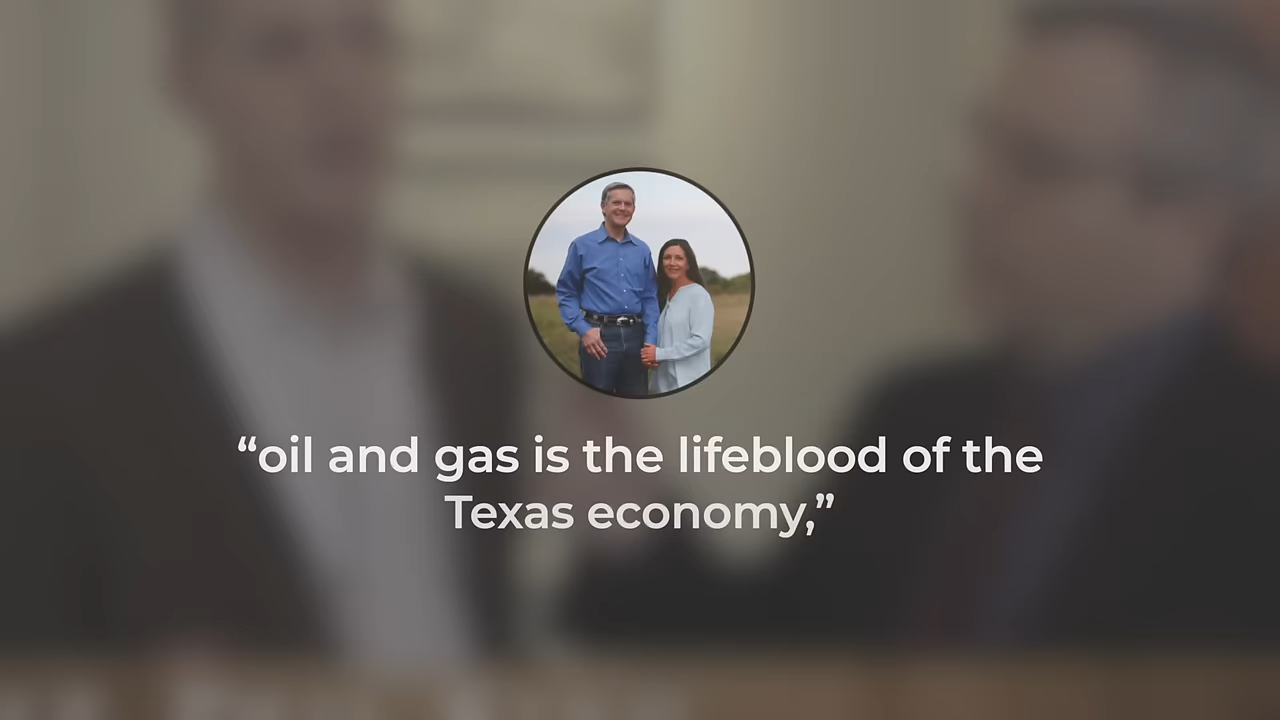 “oil and gas is the lifeblood of the
Texas economy,”